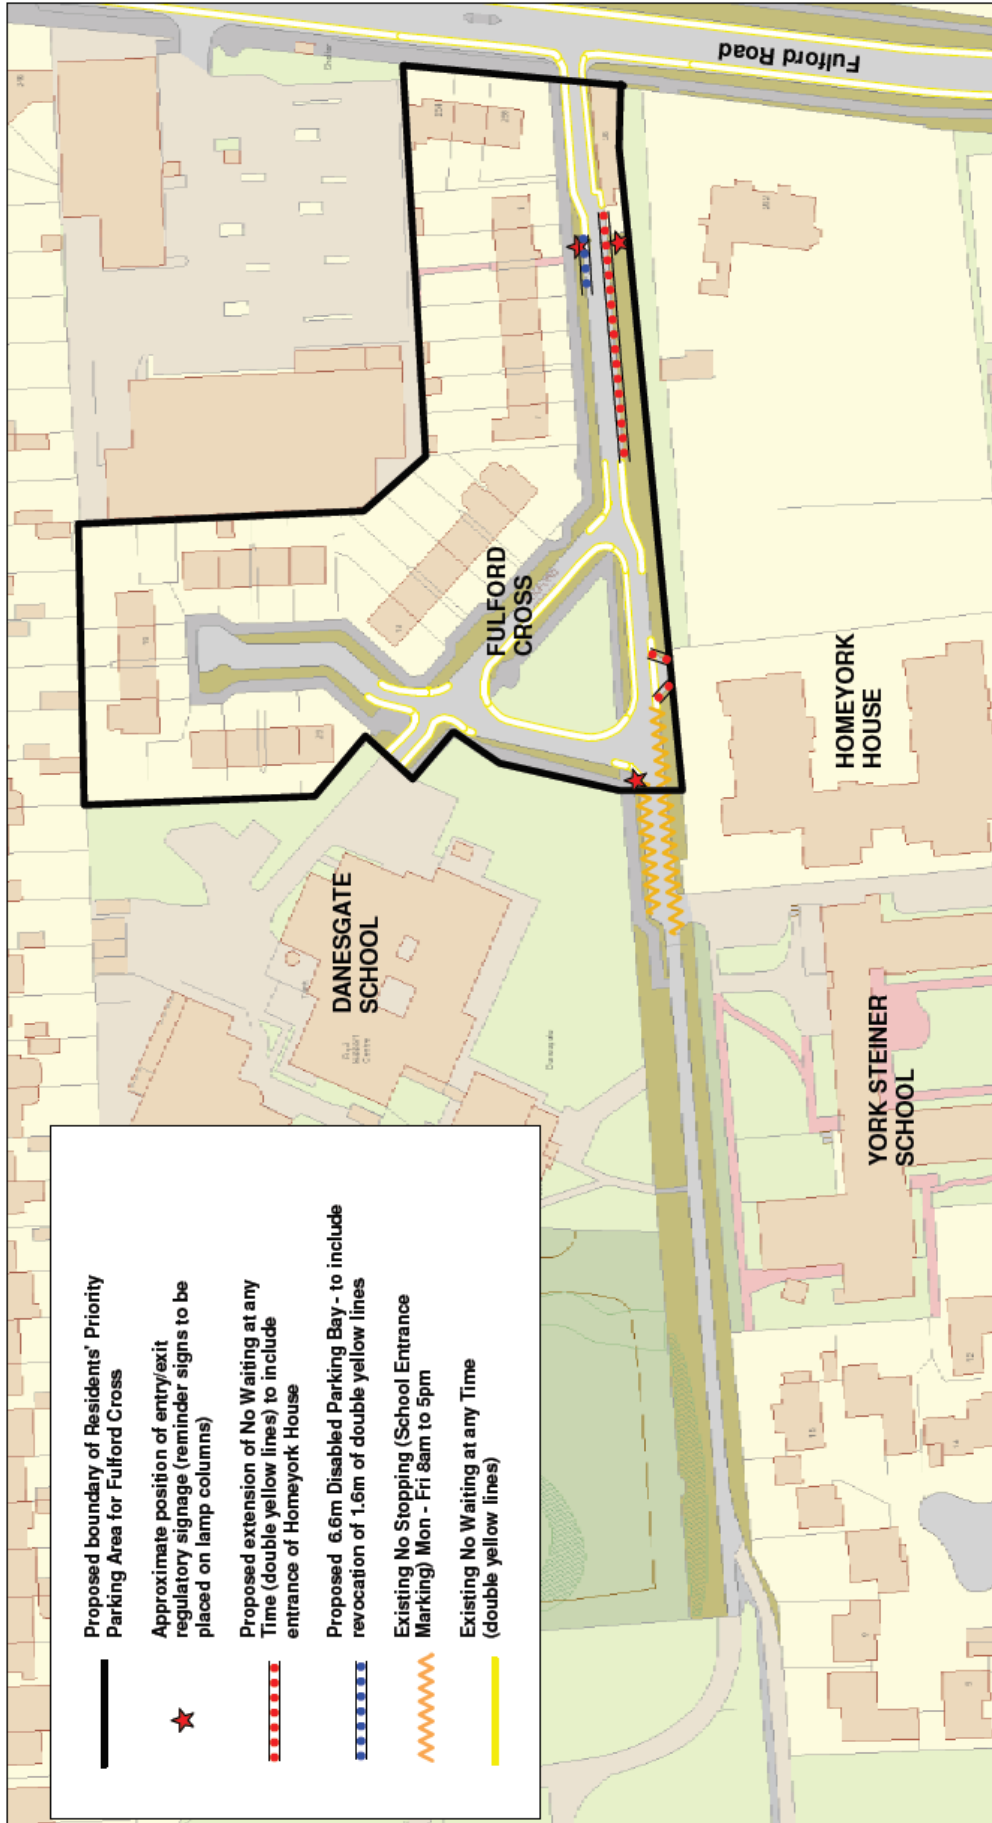 Proposed boundary of Residents' Priority
Parking Area for Fulford Cross
Approximate position of entry/exit
regulatory signage (reminder signs to be
placed on lamp columns)
Proposed extension of No Waiting at any
Time (double yellow lines) to include
entrance of Homeyork House
Proposed 6.6m Disabled Parking Bay - to include
revocation of 1.6m of double yellow lines
Existing No Stopping (School Entrance
Marking) Mon - Fri 8am to 5pm
Existing No Waiting at any Time
(double yellow lines)
DANESGATE
SCHOOL
FULFORD
CROSS
HOMEYORK
HOUSE
YORK STEINER
SCHOOL
Fulford Road
Shelter
Danesgate
Centre